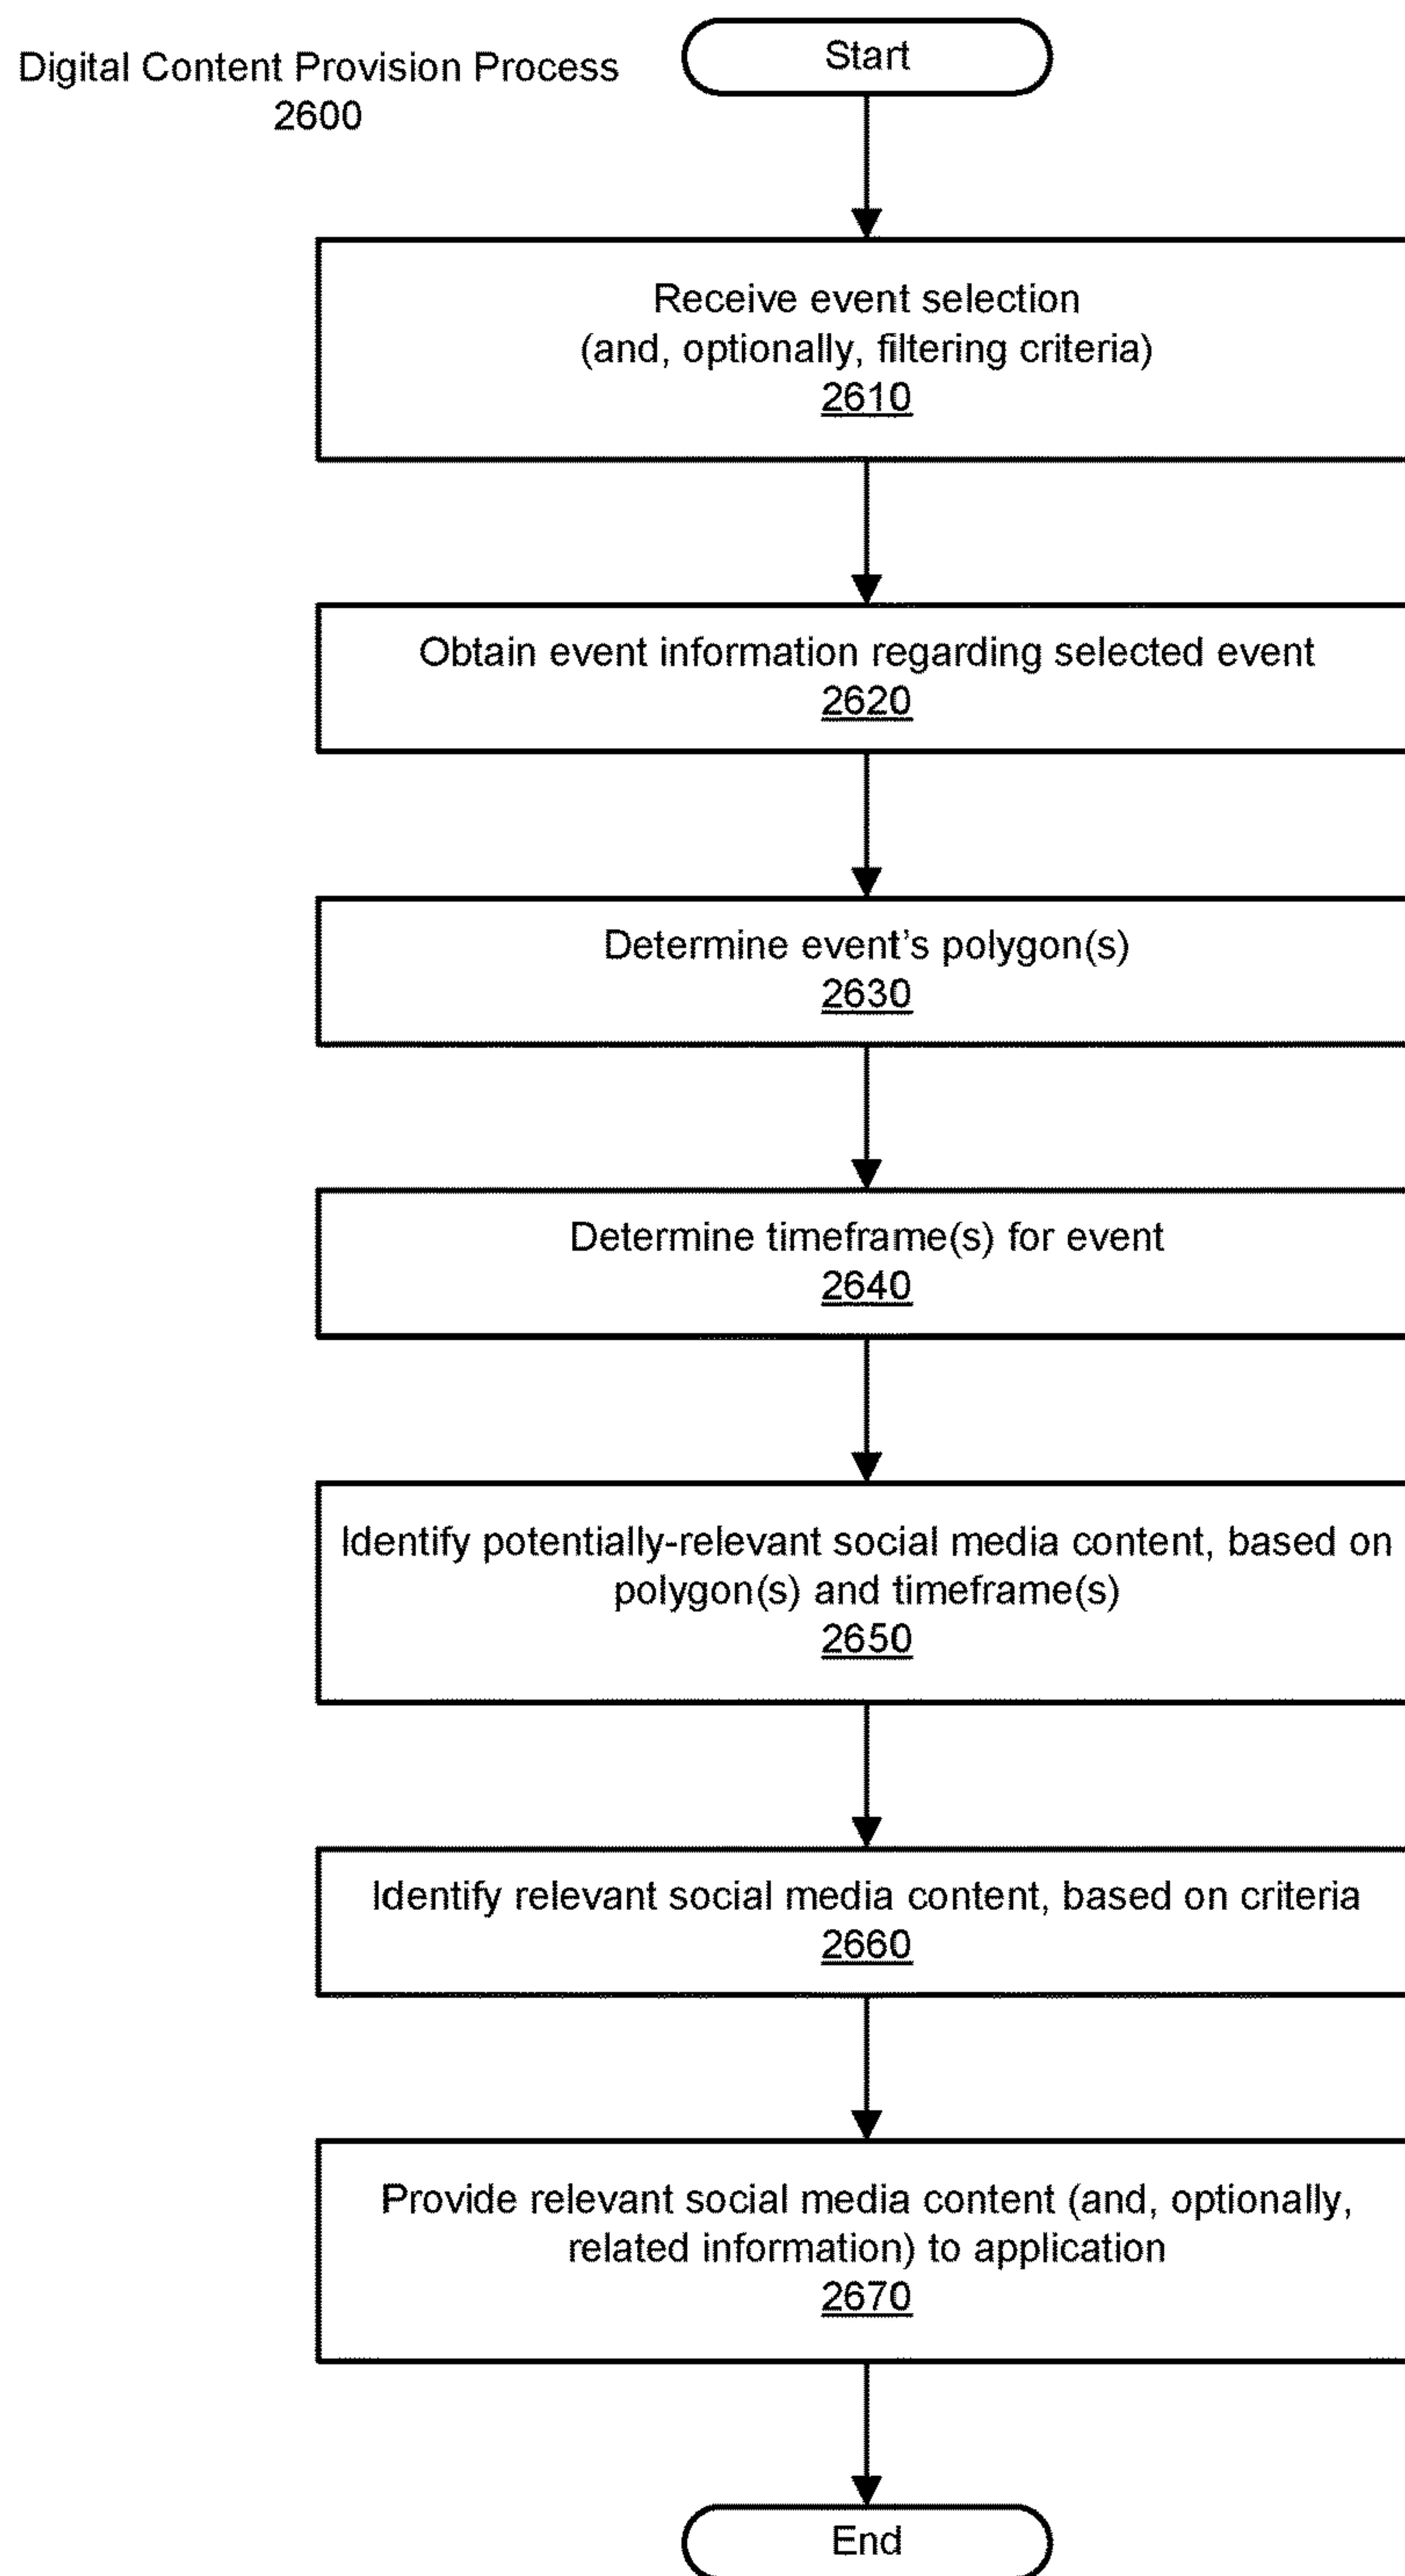 Digital Content Provision Process
2600
Start
Receive event selection
(and, optionally, filtering criteria)
2610
Obtain event information regarding selected event
2620
Determine event's polygon(s)
2630
Determine timeframe(s) for event
2640
Identify potentially-relevant social media content, based on
polygon(s) and timeframe(s)
2650
Identify relevant social media content, based on criteria
2660
Provide relevant social media content (and, optionally,
related information) to application
2670
End